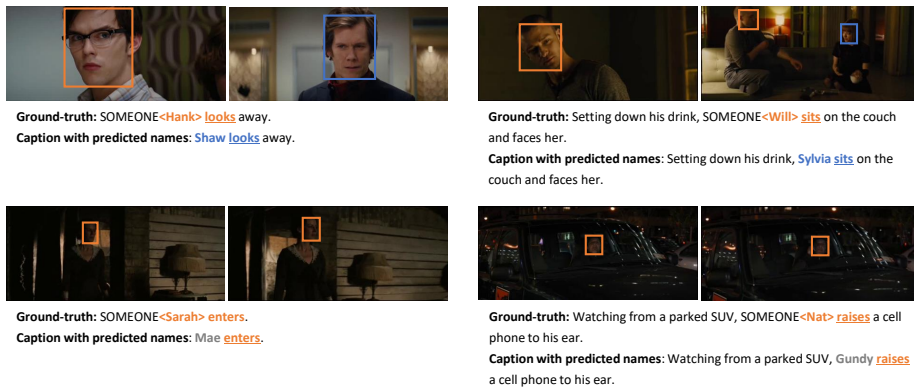 Ground-truth: SOMEONE<Hank> looks away.
Caption with predicted names: Shaw looks away.
Ground-truth: Setting down his drink, SOMEONE<Will> sits on the couch
and faces her.
Caption with predicted names: Setting down his drink, Sylvia sits on the
couch and faces her.
Ground-truth: SOMEONE<Sarah> enters.
Caption with predicted names: Mae enters.
Ground-truth: Watching from a parked SUV, SOMEONE<Nat> raises a cell
phone to his ear.
Caption with predicted names: Watching from a parked SUV, Gundy raises
a cell phone to his ear.